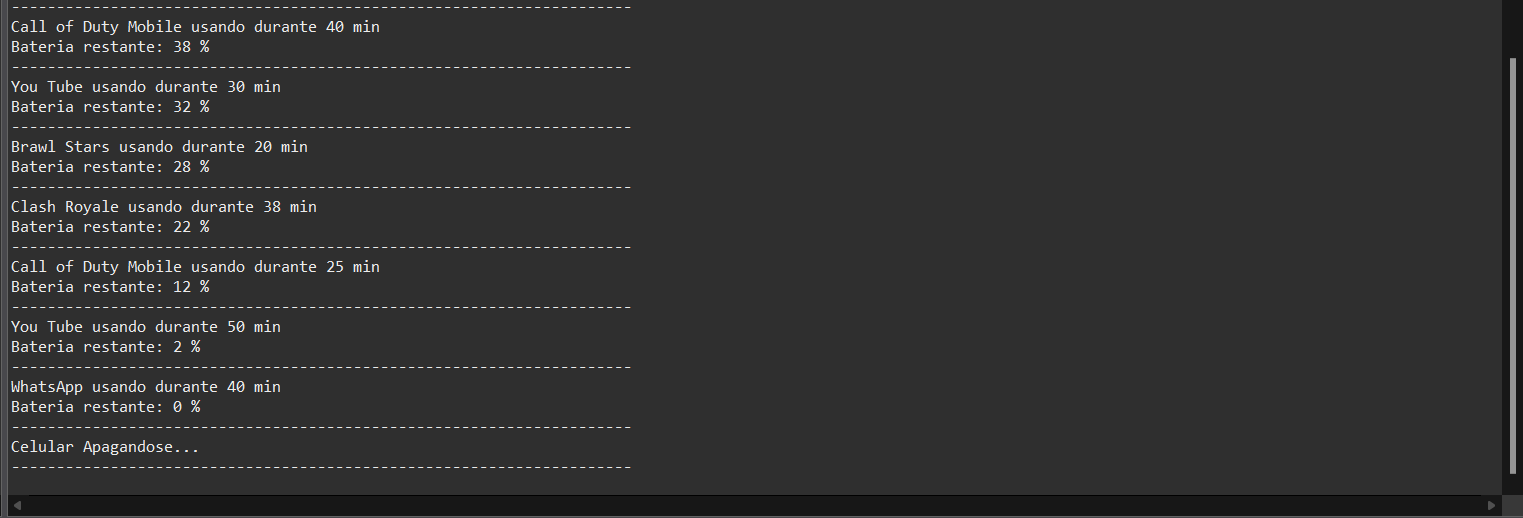 ---------------------------------------------------------------------
Call of Duty Mobile usando durante 40 min
Bateria restante: 38 %
---------------------------------------------------------------------
You Tube usando durante 30 min
Bateria restante: 32 %
---------------------------------------------------------------------
Brawl Stars usando durante 20 min
Bateria restante: 28 %
---------------------------------------------------------------------
Clash Royale usando durante 38 min
Bateria restante: 22 %
---------------------------------------------------------------------
Call of Duty Mobile usando durante 25 min
Bateria restante: 12 %
---------------------------------------------------------------------
You Tube usando durante 50 min
Bateria restante: 2 %
---------------------------------------------------------------------
WhatsApp usando durante 40 min
Bateria restante: 0 %
---------------------------------------------------------------------
Celular Apagandose...
---------------------------------------------------------------------